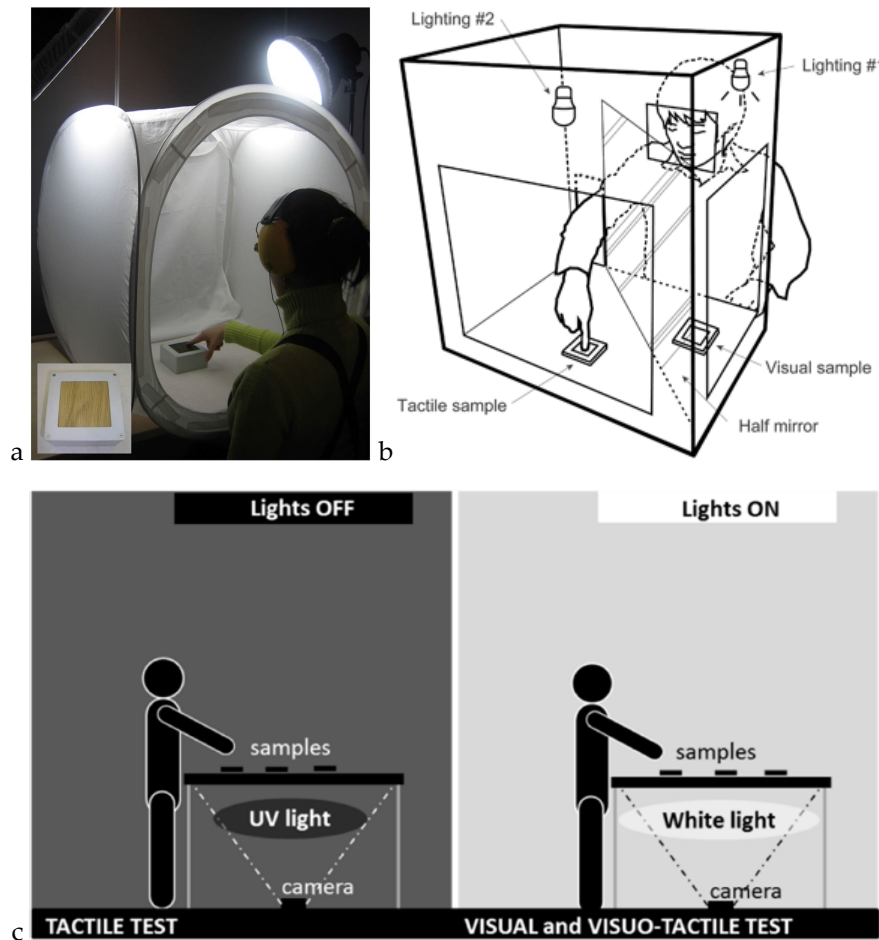 Lighting #2
Lighting #1
Tactile sample
Visual sample
Half mirror
a
b
Lights OFF
Lights ON
samples
samples
UV light
White light
camera
camera
TACTILE TEST
VISUAL and VISUO-TACTILE TEST
c